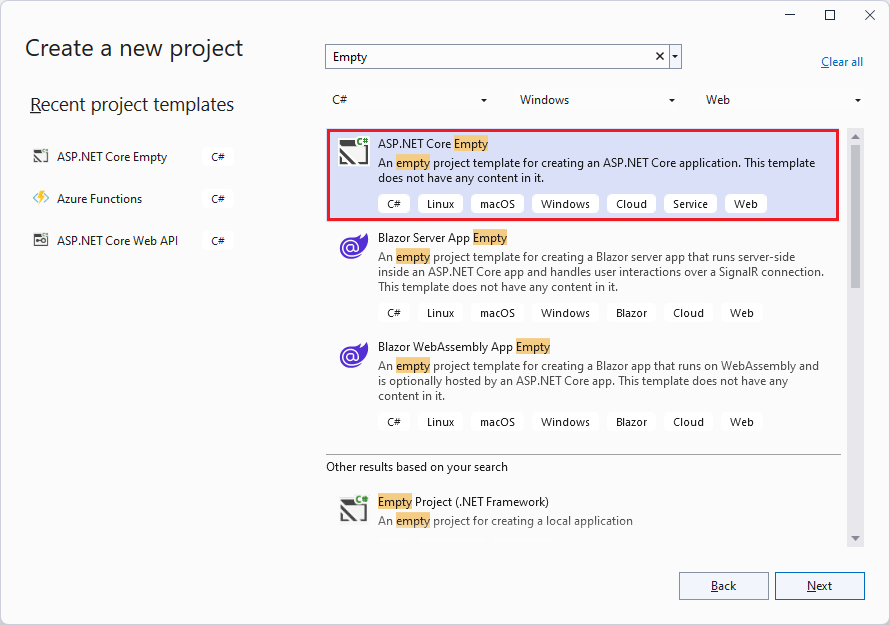 Create a new project
Recent project templates
ASP.NET Core Empty C#
Azure Functions C#
ASP.NET Core Web API C#
Empty
Clear all
C# Windows Web
C#
ASP.NET Core Empty
An empty project template for creating an ASP.NET Core application. This template
does not have any content in it.
C# Linux macOS Windows Cloud Service Web
Blazor Server App Empty
An empty project template for creating a Blazor server app that runs server-side
inside an ASP.NET Core app and handles user interactions over a SignalR connection.
This template does not have any content in it.
C# Linux macOS Windows Blazor Cloud Web
Blazor WebAssembly App Empty
An empty project template for creating a Blazor app that runs on WebAssembly and
is optionally hosted by an ASP.NET Core app. This template does not have any
content in it.
C# Linux macOS Windows Blazor Cloud Web
Other results based on your search
C#
Empty Project (.NET Framework)
An empty project for creating a local application
Back Next